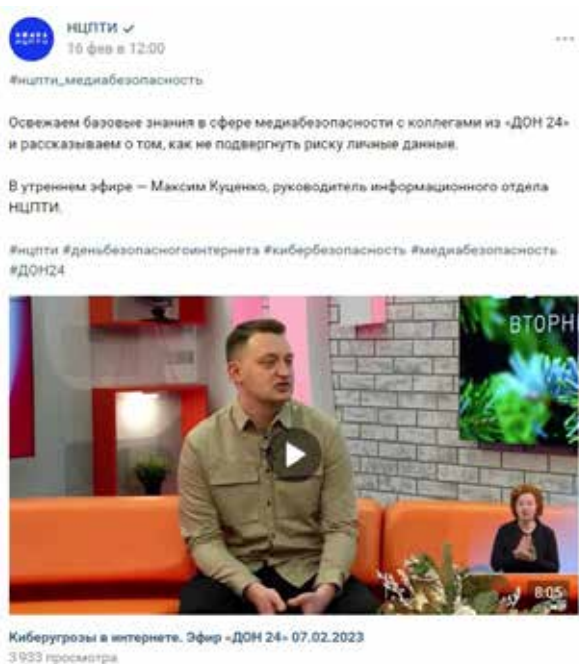 НЦПТИ
16 фев в 12:00
#нцпти_медиабезопасность
Освежаем базовые знания в сфере медиабезопасности с коллегами из «ДОН 24»
и рассказываем о том, как не подвергнуть риску личные данные.
В утреннем эфире — Максим Куценко, руководитель информационного отдела
НЦПТИ.
#нцпти #деньбезопасногоинтернета #кибербезопасность #медиабезопасность
#ДОН24
ВТОРН
8:05
Киберугрозы в интернете. Эфир «ДОН 24» 07.02.2023
3 933 просмотра